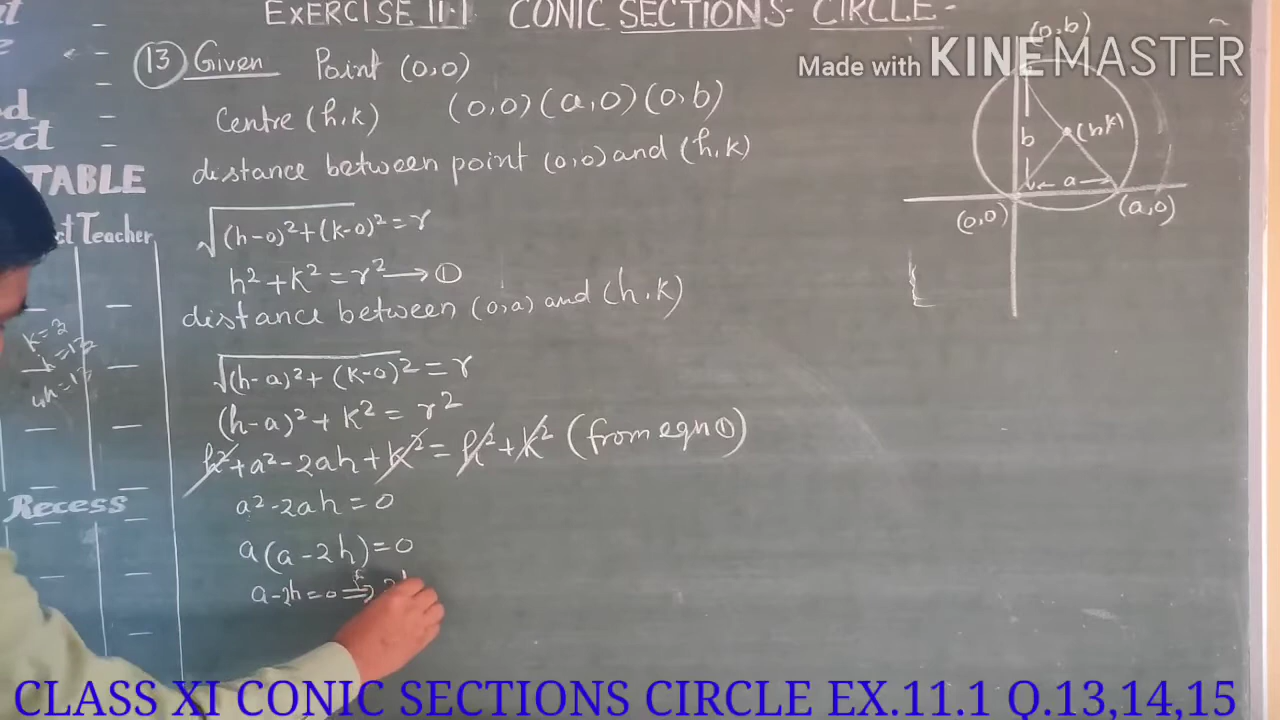 EXERCISE 11.1 CONIC SECTIONS- CIRCLE-
Made with KINEMASTER
(13) Given Point (0,0)
Centre (h,k) (0,0) (a,0) (0,b)
distance between point (0,0) and (h,k)
√(h-0)²+(k-0)² = r
h²+k² = r² → ①
distance between (0,a) and (h,k)
√(h-a)²+(k-0)² = r
(h-a)²+k² = r²
h²+a²-2ah+k² = h²+k² (from eqn ①)
a²-2ah = 0
a(a-2h) = 0
a-2h=0 ⇒
(0,b)
(h,k)
b
a
(0,0)
(a,0)
TABLE
Teacher
k=
Recess
CLASS XI CONIC SECTIONS CIRCLE EX.11.1 Q.13,14,15